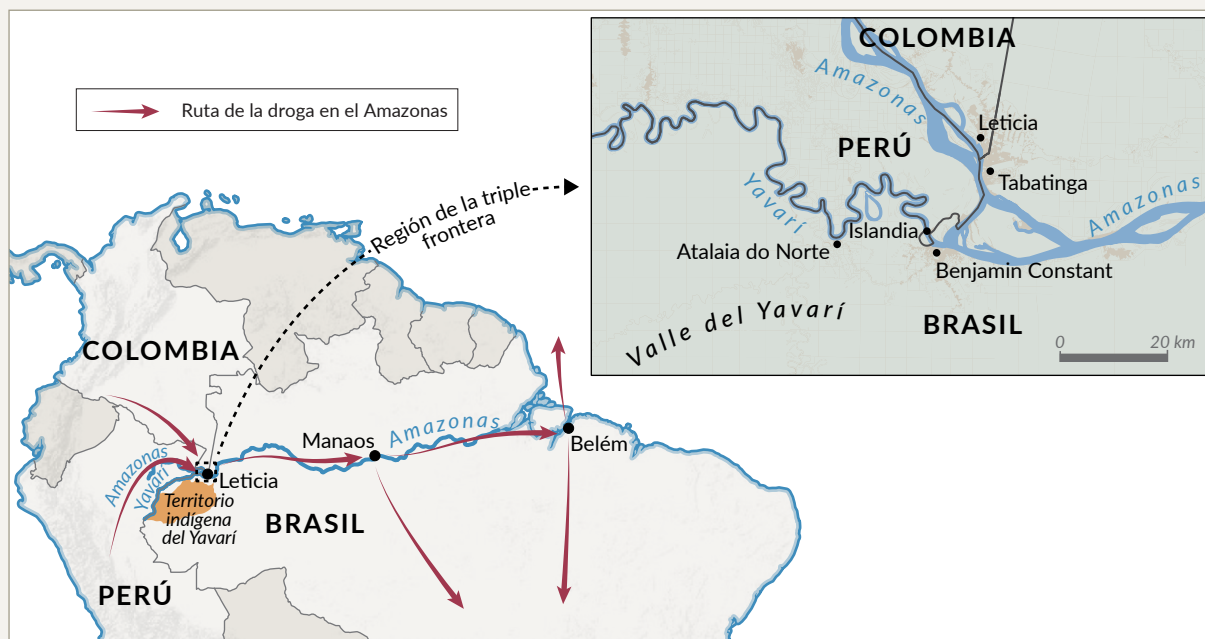 Ruta de la droga en el Amazonas
COLOMBIA
Amazonas
Leticia
PERÚ
Tabatinga
Yavarí
Amazonas
Islandia
Atalaia do Norte
Benjamin Constant
Valle del Yavarí
BRASIL
0 20 km
Región de la triple
frontera
COLOMBIA
Manaos
Amazonas
Belém
Amazonas
Yavarí
Leticia
Territorio
indígena
del Yavarí
BRASIL
PERÚ